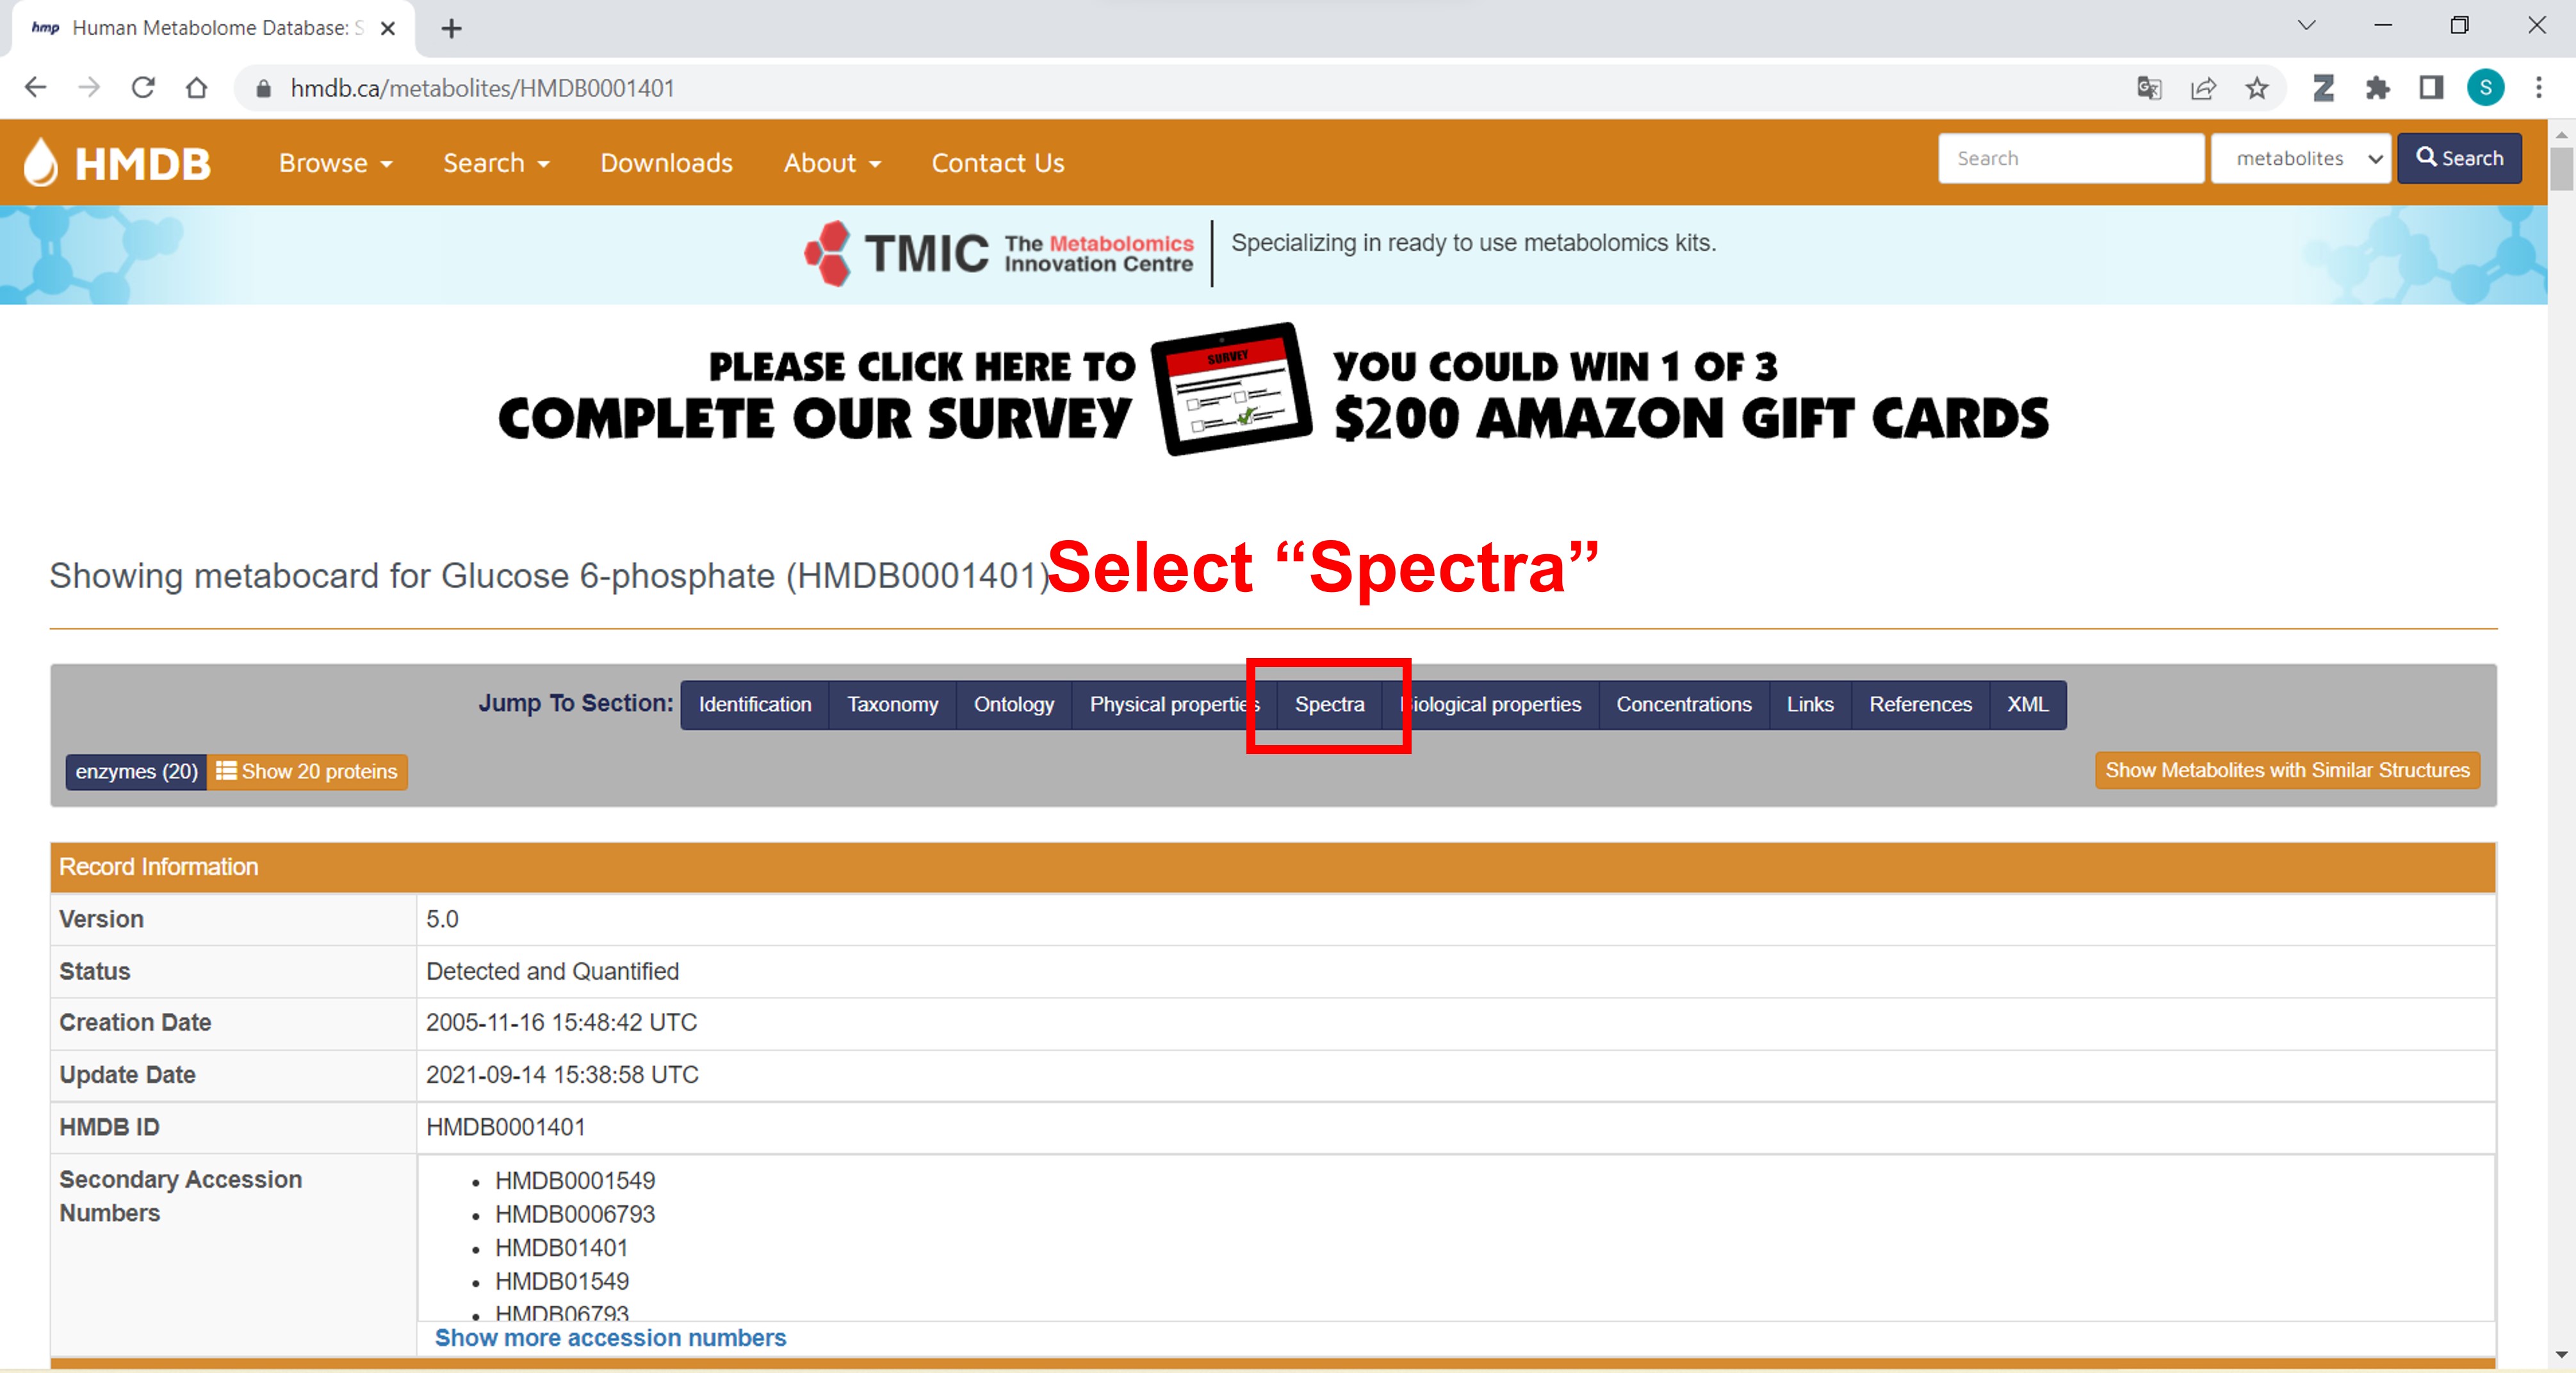 hmp Human Metabolome Database: S
hmdb.ca/metabolites/HMDB0001401
S
HMDB Browse Search Downloads About Contact Us Search metabolites Search
TMIC The Metabolomics Innovation Centre Specializing in ready to use metabolomics kits.
PLEASE CLICK HERE TO SURVEY YOU COULD WIN 1 OF 3
COMPLETE OUR SURVEY $200 AMAZON GIFT CARDS
Showing metabocard for Glucose 6-phosphate (HMDB0001401)
Select “Spectra”
Jump To Section: Identification Taxonomy Ontology Physical properties Spectra Biological properties Concentrations Links References XML
enzymes (20) Show 20 proteins Show Metabolites with Similar Structures
Record Information
Version 5.0
Status Detected and Quantified
Creation Date 2005-11-16 15:48:42 UTC
Update Date 2021-09-14 15:38:58 UTC
HMDB ID HMDB0001401
Secondary Accession Numbers
• HMDB0001549
• HMDB0006793
• HMDB01401
• HMDB01549
• HMDB06793
Show more accession numbers